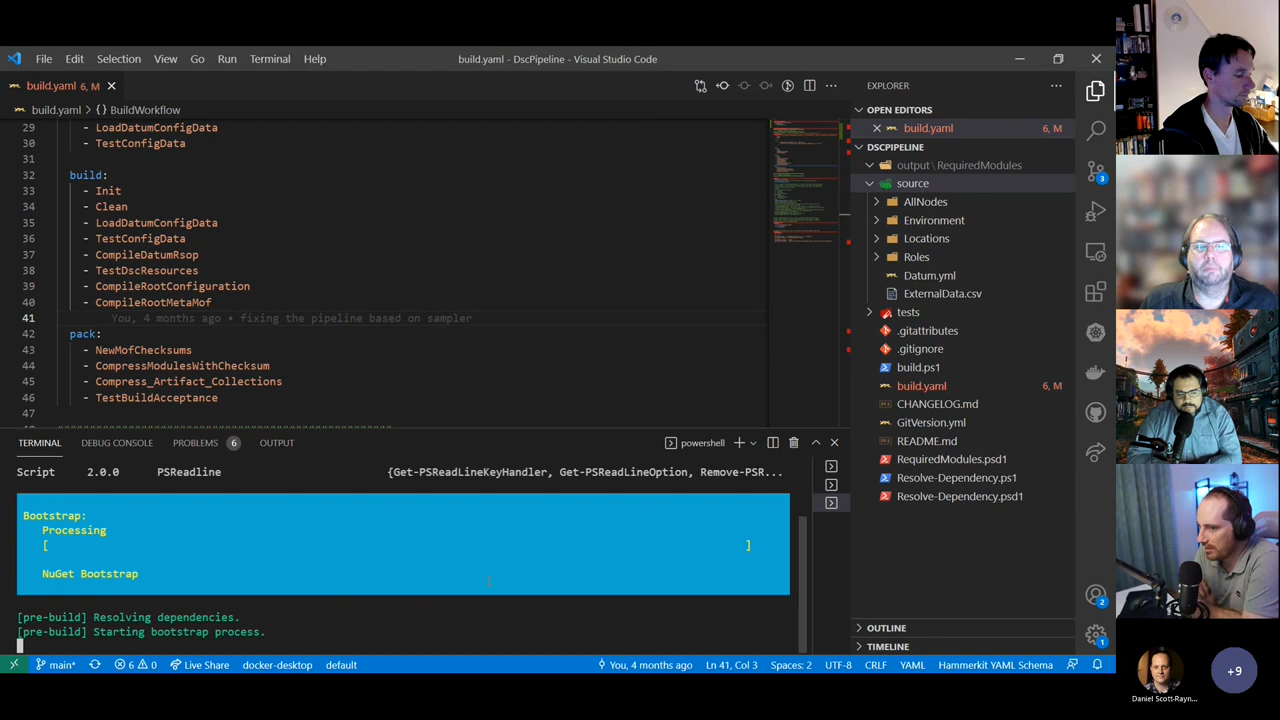 File Edit Selection View Go Run Terminal Help
build.yaml - DscPipeline - Visual Studio Code
build.yaml 6, M
build.yaml > {} BuildWorkflow
29 - LoadDatumConfigData
30 - TestConfigData
31
32 build:
33 - Init
34 - Clean
35 - LoadDatumConfigData
36 - TestConfigData
37 - CompileDatumRsop
38 - TestDscResources
39 - CompileRootConfiguration
40 - CompileRootMetaMof
41 You, 4 months ago • fixing the pipeline based on sampler
42 pack:
43 - NewMofChecksums
44 - CompressModulesWithChecksum
45 - Compress_Artifact_Collections
46 - TestBuildAcceptance
47
TERMINAL DEBUG CONSOLE PROBLEMS 6 OUTPUT
powershell
Script 2.0.0 PSReadline {Get-PSReadLineKeyHandler, Get-PSReadLineOption, Remove-PSR...
Bootstrap:
Processing
[ ]
NuGet Bootstrap
[pre-build] Resolving dependencies.
[pre-build] Starting bootstrap process.
EXPLORER
OPEN EDITORS
build.yaml 6, M
DSCPIPELINE
output \ RequiredModules
source
AllNodes
Environment
Locations
Roles
Datum.yml
ExternalData.csv
tests
.gitattributes
.gitignore
build.ps1
build.yaml 6, M
CHANGELOG.md
GitVersion.yml
README.md
RequiredModules.psd1
Resolve-Dependency.ps1
Resolve-Dependency.psd1
OUTLINE
TIMELINE
3
2
1
main* 6 0 Live Share docker-desktop default
You, 4 months ago Ln 41, Col 3 Spaces: 2 UTF-8 CRLF YAML Hammerkit YAML Schema
Daniel Scott-Rayn...
+9